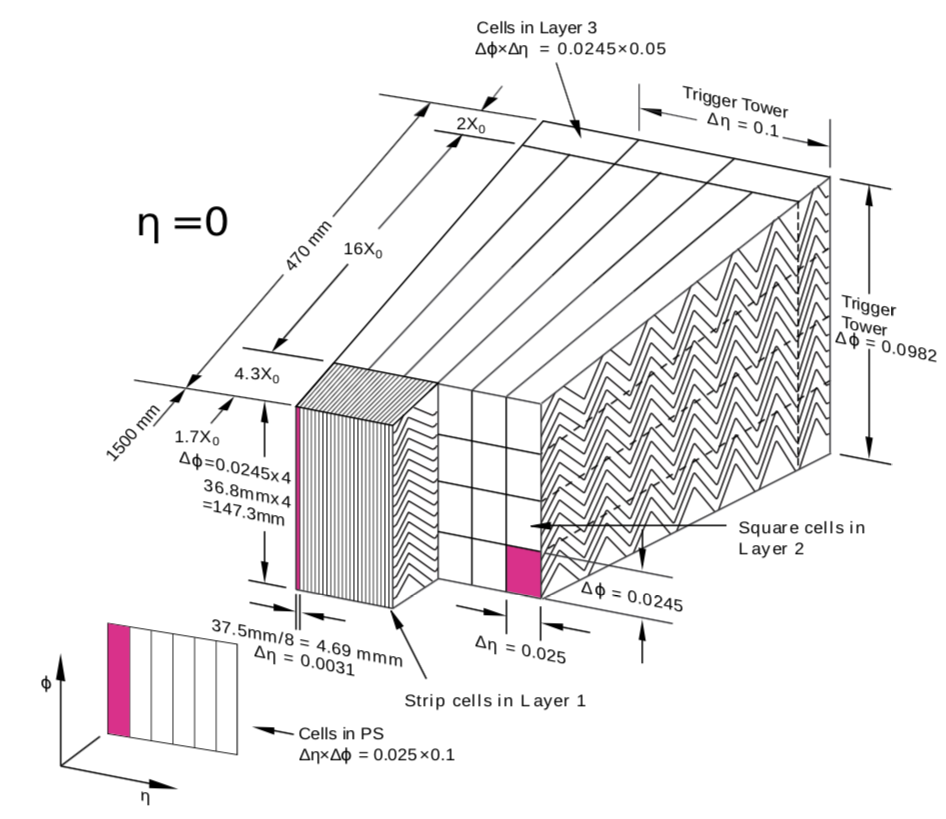 Cells in Layer 3
Δϕ×Δη = 0.0245×0.05
Trigger Tower
Δη = 0.1
2X₀
η =0
470 mm
16X₀
Trigger
Tower
Δϕ = 0.0982
4.3X₀
1500 mm
1.7X₀
Δϕ=0.0245x4
36.8mmx4
=147.3mm
Square cells in
Layer 2
Δϕ = 0.0245
37.5mm/8 = 4.69 mmm
Δη = 0.0031
Δη = 0.025
Strip cells in Layer 1
ϕ
Cells in PS
Δη×Δϕ = 0.025×0.1
η